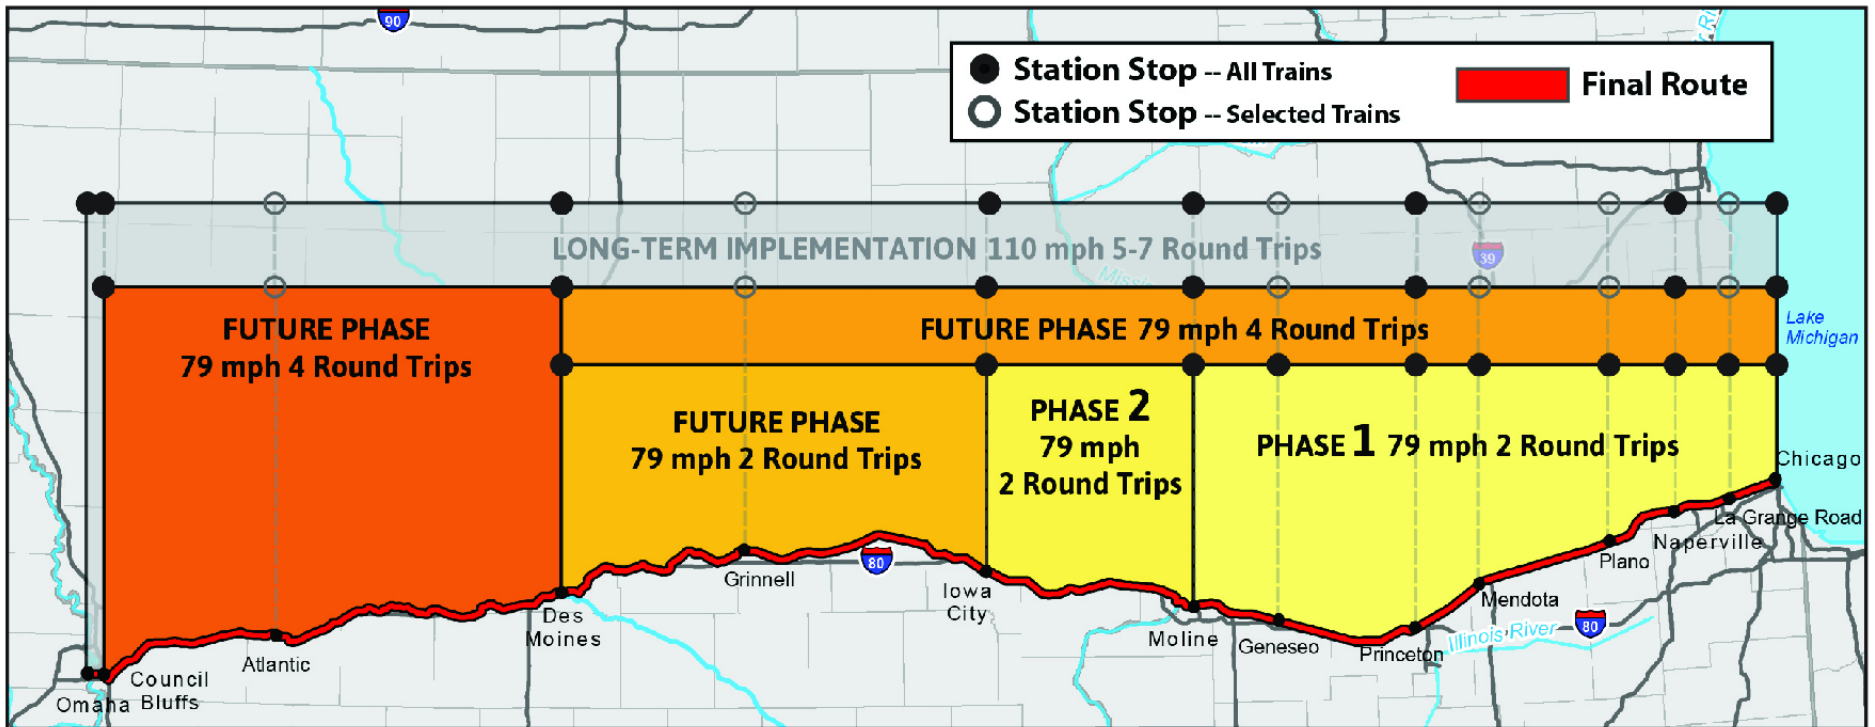 90
Station Stop -- All Trains
Station Stop -- Selected Trains
Final Route
LONG-TERM IMPLEMENTATION 110 mph 5-7 Round Trips
39
FUTURE PHASE
79 mph 4 Round Trips
FUTURE PHASE 79 mph 4 Round Trips
Lake
Michigan
FUTURE PHASE
79 mph 2 Round Trips
PHASE 2
79 mph
2 Round Trips
PHASE 1 79 mph 2 Round Trips
Chicago
La Grange Road
Naperville
Plano
Mendota
80
Illinois River
Princeton
Geneseo
Moline
Iowa
City
80
Grinnell
Des
Moines
Atlantic
Council
Bluffs
Omaha